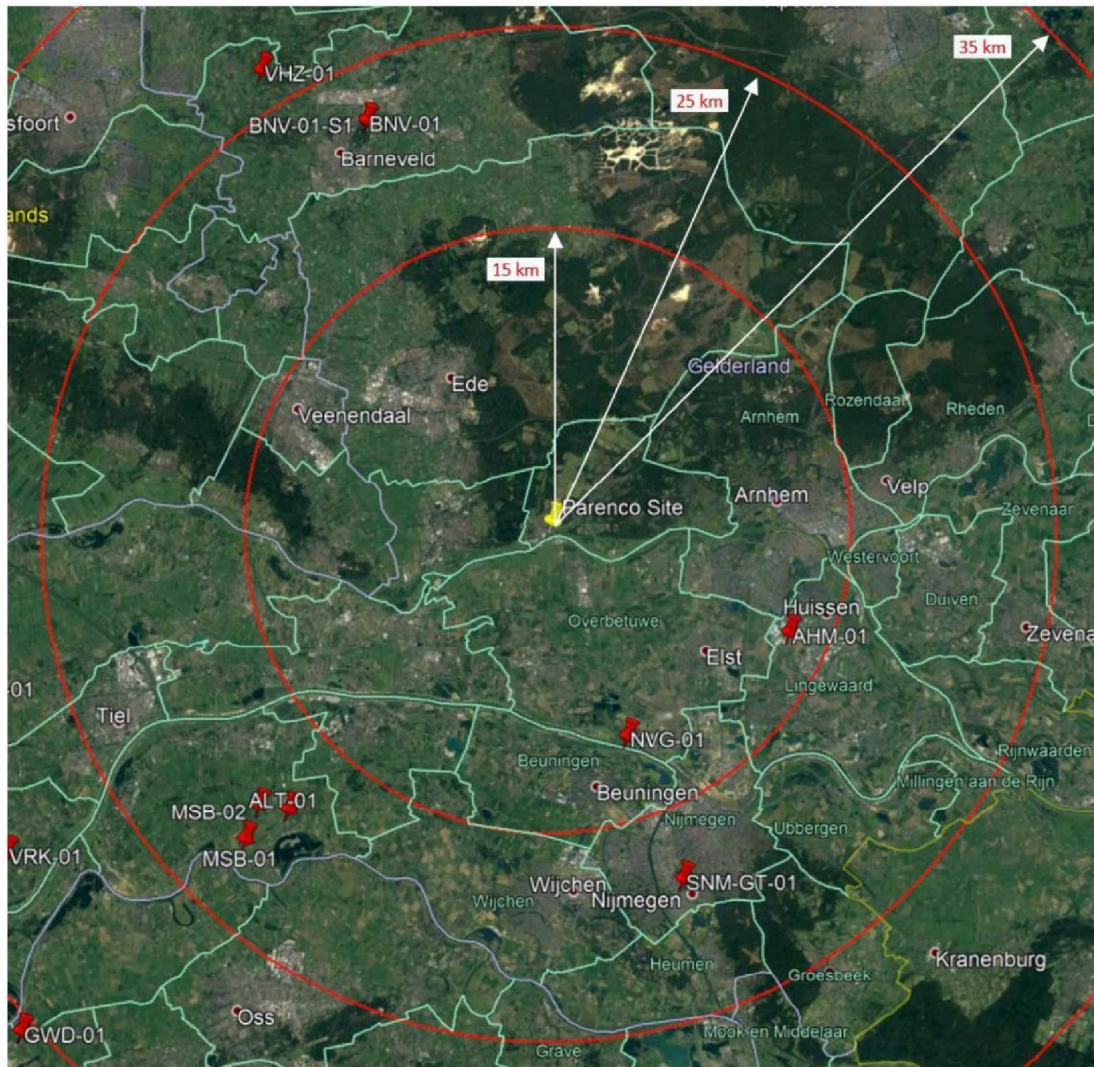 35 km
VHZ-01
25 km
sfoort
BNV-01-S1
BNV-01
Barneveld
ands
15 km
Gelderland
Ede
Rozendaal
Rheden
Veenendaal
Arnhem
Velp
Arnhem
Parenco Site
Zevenaar
Westervoort
Duiven
Huissen
Overbetuwe
AHM-01
Zevena
Elst
-01
Lingewaard
Tiel
NVG-01
Rijnwaarden
Beuningen
Millingen aan de Rijn
Beuningen
MSB-02
ALT-01
Nijmegen
Ubbergen
VRK-01
MSB-01
Wijchen
SNM-GT-01
Wijchen
Nijmegen
Heumen
Groesbeek
Kranenburg
Oss
Mook en Middelaar
GWD-01
Grave